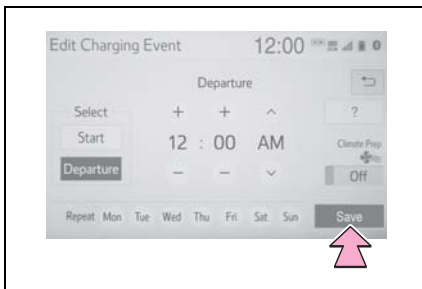 Edit Charging Event 12:00
Departure
Select + + ^ ?
Start 12 : 00 AM Climate Prep
Departure - - Off
Repeat Mon Tue Wed Thu Fri Sat Sun Save